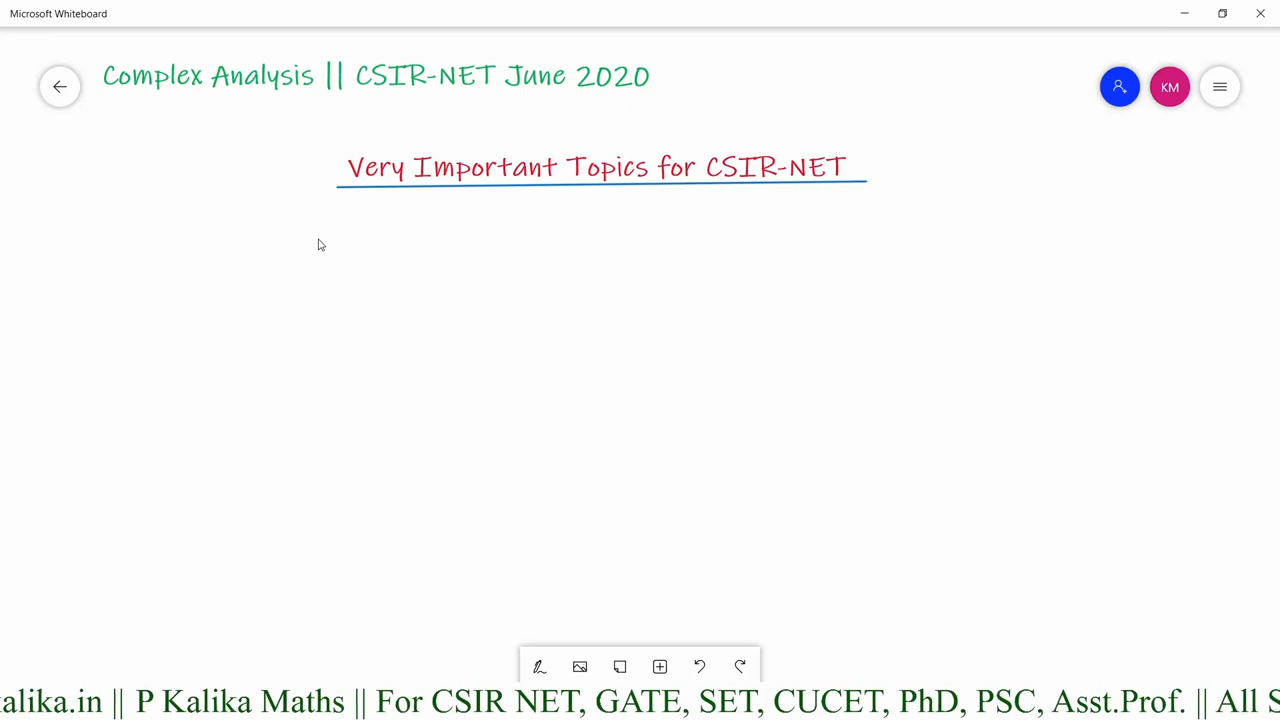 Microsoft Whiteboard
Complex Analysis || CSIR-NET June 2020
KM
Very Important Topics for CSIR-NET
alika.in || P Kalika Maths || For CSIR NET, GATE, SET, CUCET, PhD, PSC, Asst.Prof. || All S